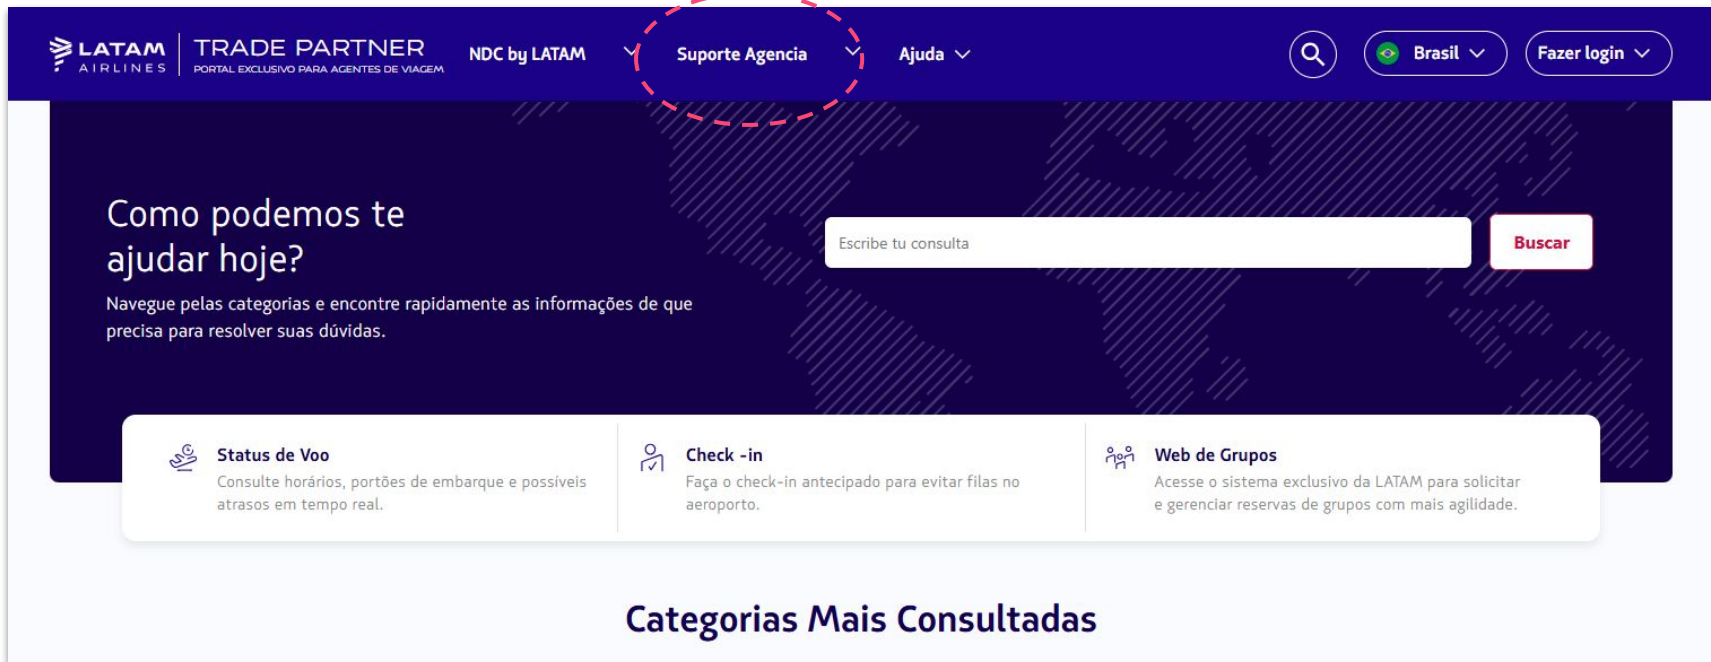 LATAM AIRLINES
TRADE PARTNER
PORTAL EXCLUSIVO PARA AGENTES DE VIAGEM
NDC by LATAM
Suporte Agencia
Ajuda
Brasil
Fazer login
Como podemos te
ajudar hoje?
Navegue pelas categorias e encontre rapidamente as informações de que
precisa para resolver suas dúvidas.
Escribe tu consulta
Buscar
Status de Voo
Consulte horários, portões de embarque e possíveis
atrasos em tempo real.
Check -in
Faça o check-in antecipado para evitar filas no
aeroporto.
Web de Grupos
Acesse o sistema exclusivo da LATAM para solicitar
e gerenciar reservas de grupos com mais agilidade.
Categorias Mais Consultadas